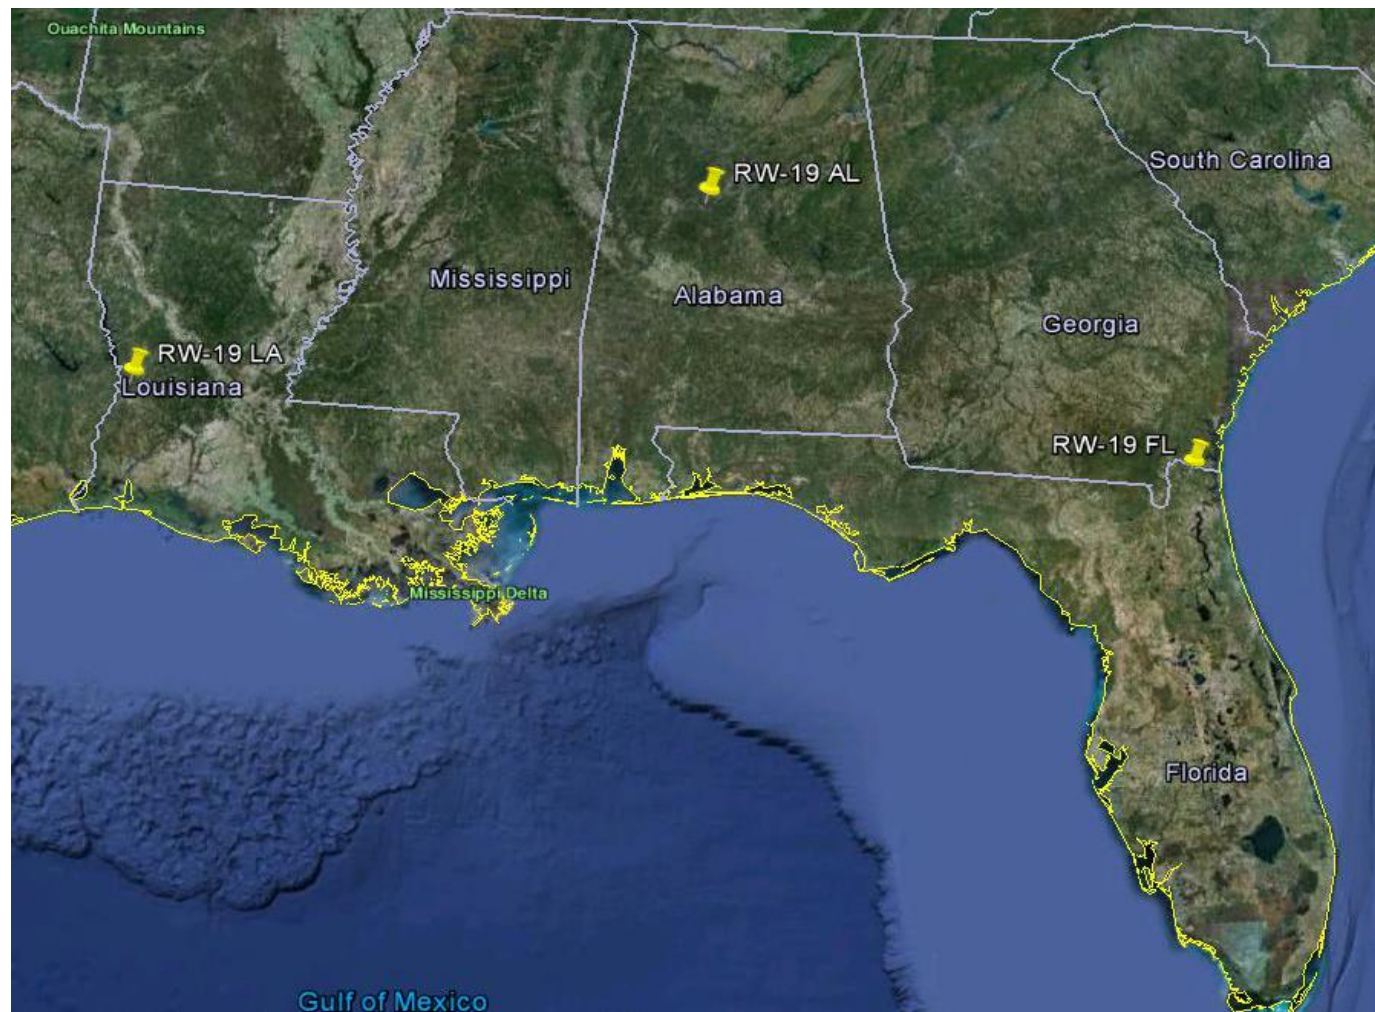 Ouachita Mountains
South Carolina
RW-19 AL
Mississippi
Alabama
Georgia
RW-19 LA
Louisiana
RW-19 FL
Mississippi Delta
Florida
Gulf of Mexico